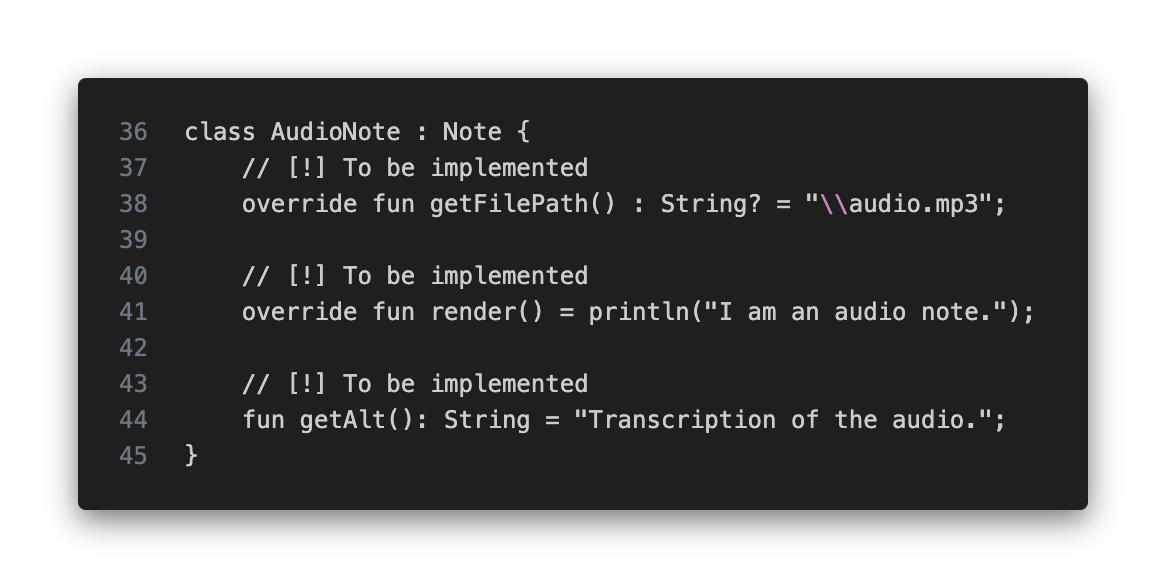 36 class AudioNote : Note {
37     // [!] To be implemented
38     override fun getFilePath() : String? = "\\audio.mp3";
39
40     // [!] To be implemented
41     override fun render() = println("I am an audio note.");
42
43     // [!] To be implemented
44     fun getAlt(): String = "Transcription of the audio.";
45 }